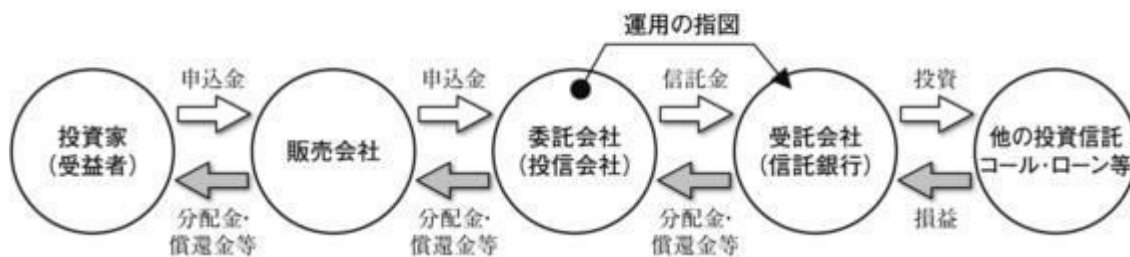 運用の指図
申込金
申込金
信託金
投資
投資家
(受益者)
販売会社
委託会社
(投信会社)
受託会社
(信託銀行)
他の投資信託
コール・ローン等
分配金・
償還金等
分配金・
償還金等
分配金・
償還金等
損益